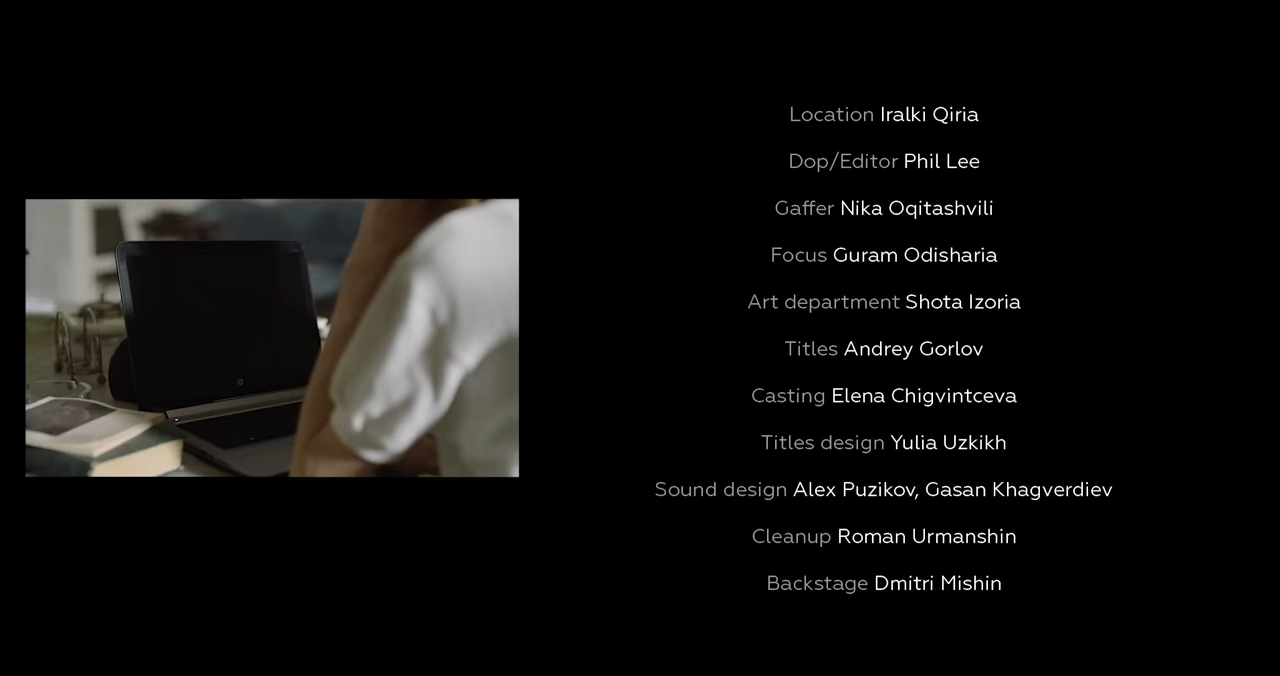 Location Iralki Qiria
Dop/Editor Phil Lee
Gaffer Nika Oqitashvili
Focus Guram Odisharia
Art department Shota Izoria
Titles Andrey Gorlov
Casting Elena Chigvintceva
Titles design Yulia Uzkikh
Sound design Alex Puzikov, Gasan Khagverdiev
Cleanup Roman Urmanshin
Backstage Dmitri Mishin